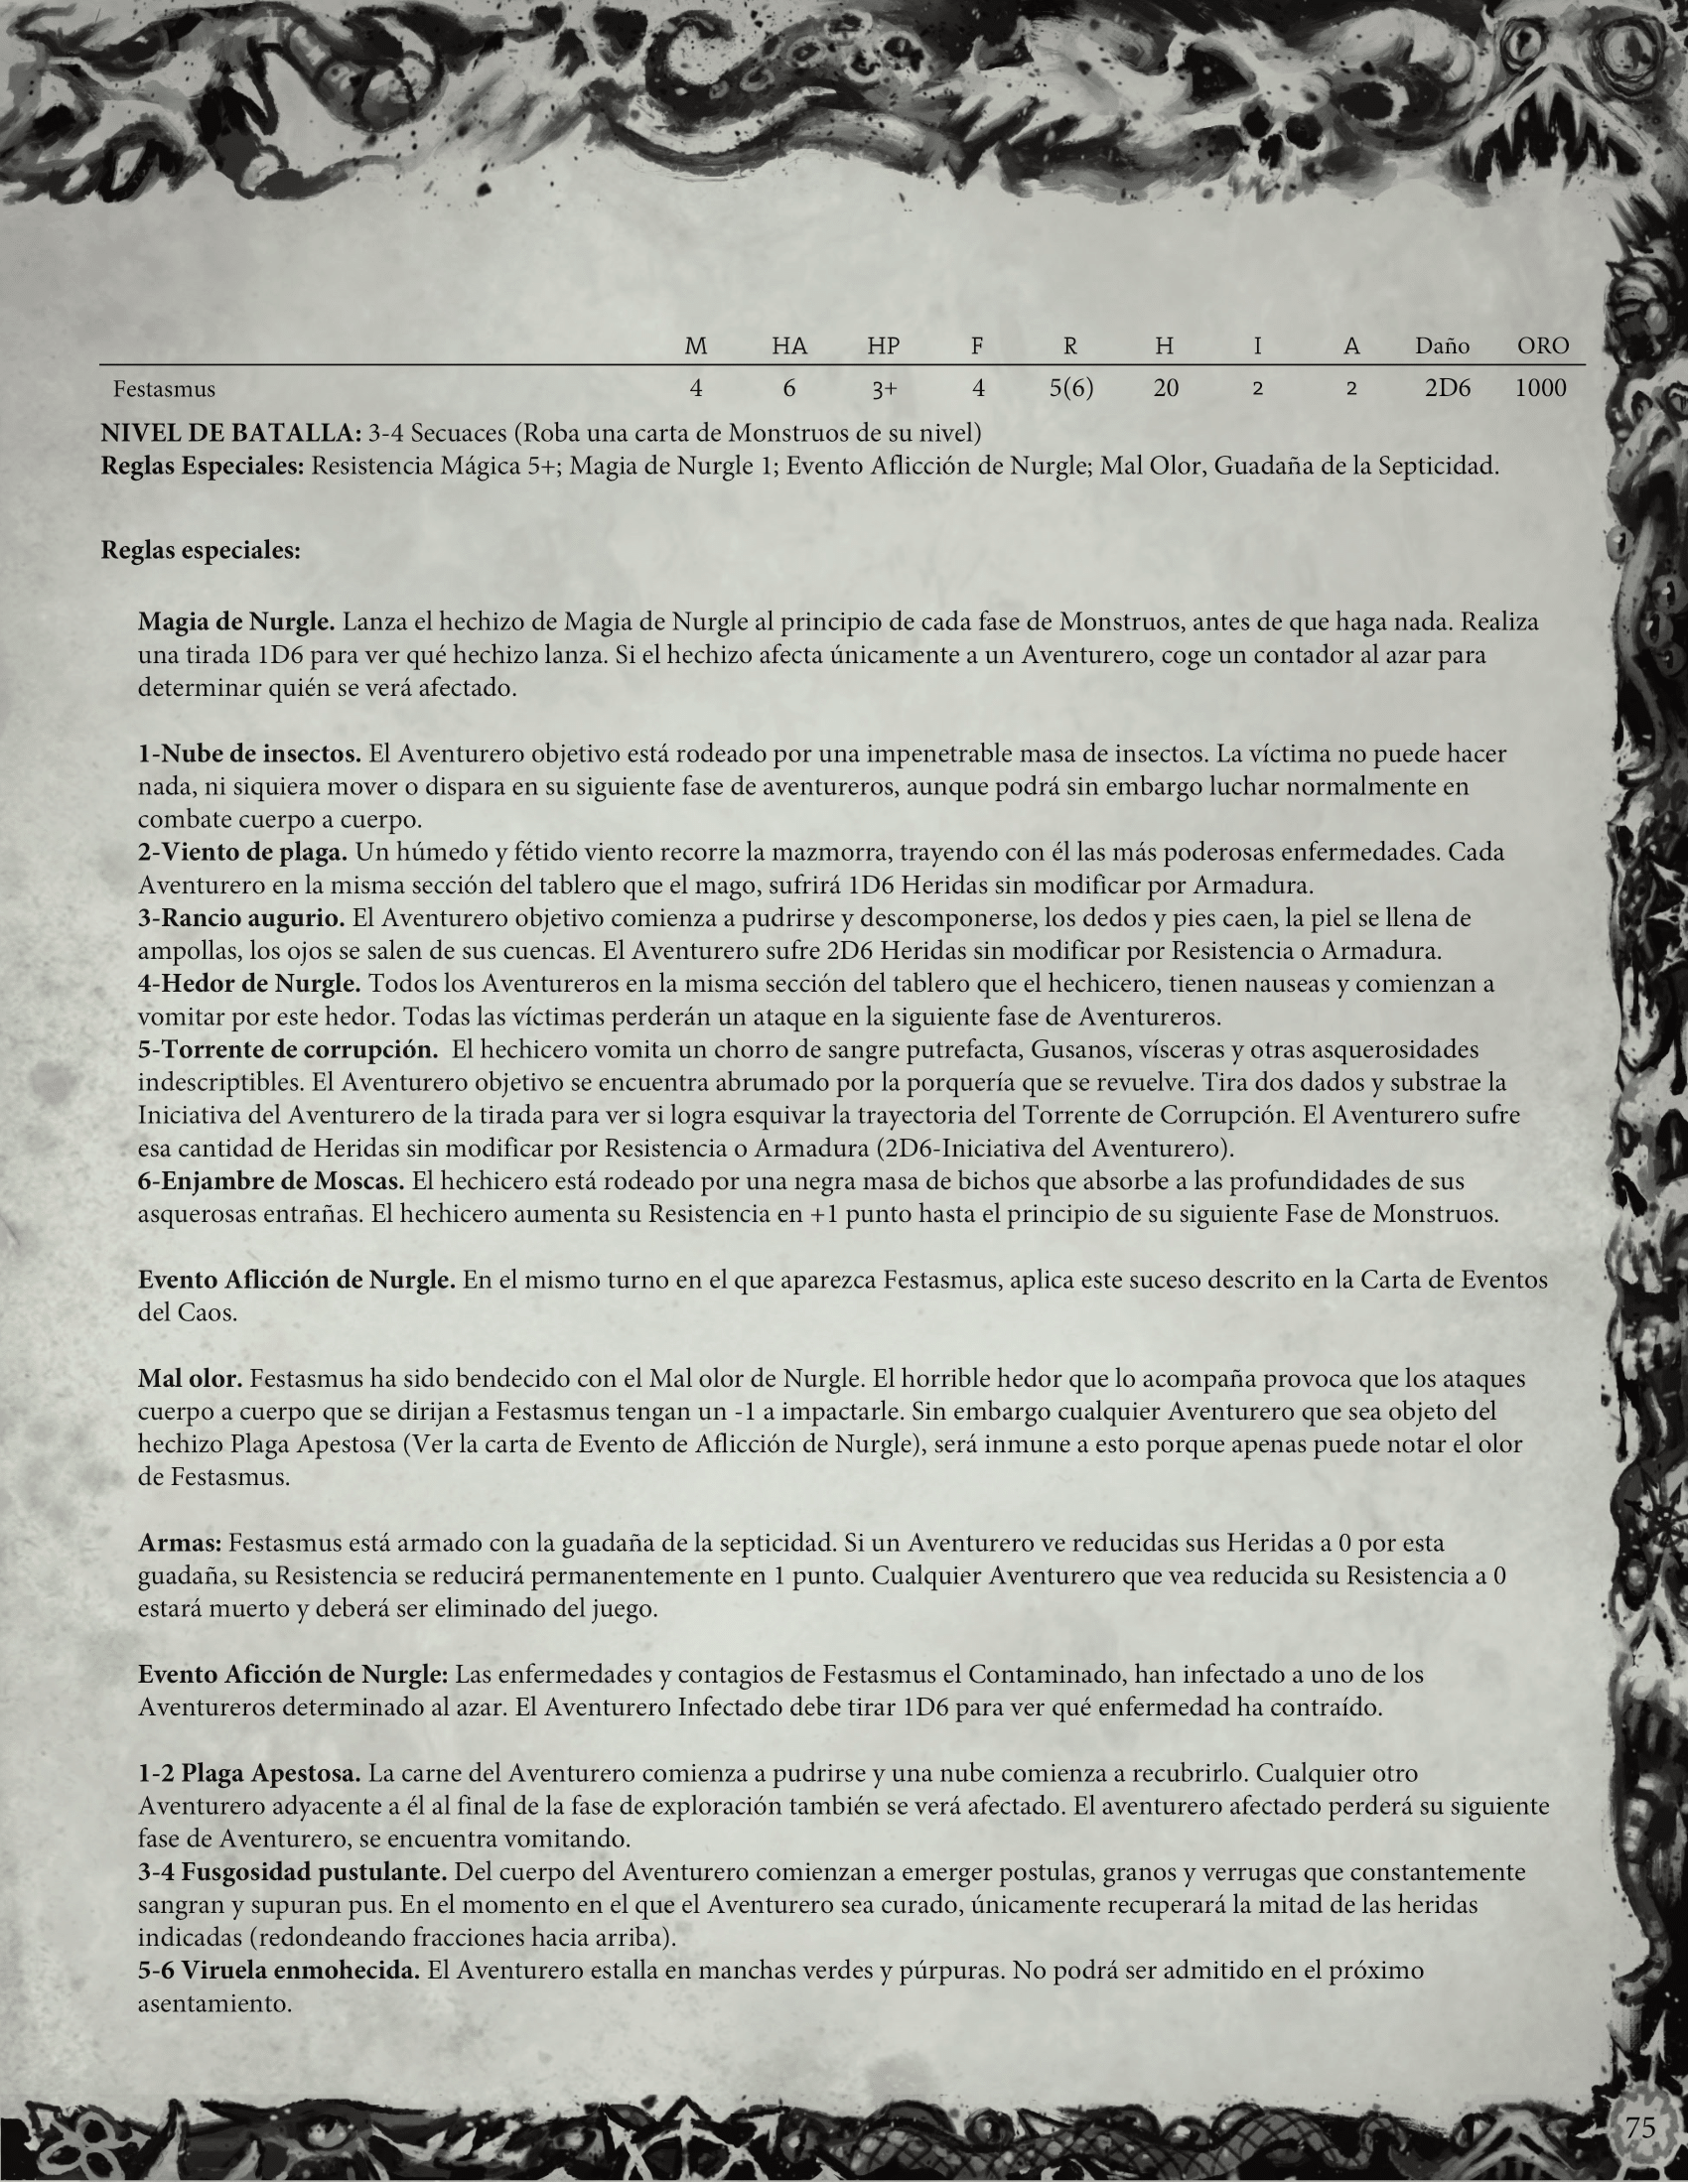 M HA HP F R H I A Daño ORO
Festasmus 4 6 3+ 4 5(6) 20 2 2 2D6 1000
NIVEL DE BATALLA: 3-4 Secuaces (Roba una carta de Monstruos de su nivel)
Reglas Especiales: Resistencia Mágica 5+; Magia de Nurgle 1; Evento Aflicción de Nurgle; Mal Olor, Guadaña de la Septicidad.
Reglas especiales:
Magia de Nurgle. Lanza el hechizo de Magia de Nurgle al principio de cada fase de Monstruos, antes de que haga nada. Realiza
una tirada 1D6 para ver qué hechizo lanza. Si el hechizo afecta únicamente a un Aventurero, coge un contador al azar para
determinar quién se verá afectado.
1-Nube de insectos. El Aventurero objetivo está rodeado por una impenetrable masa de insectos. La víctima no puede hacer
nada, ni siquiera mover o dispara en su siguiente fase de aventureros, aunque podrá sin embargo luchar normalmente en
combate cuerpo a cuerpo.
2-Viento de plaga. Un húmedo y fétido viento recorre la mazmorra, trayendo con él las más poderosas enfermedades. Cada
Aventurero en la misma sección del tablero que el mago, sufrirá 1D6 Heridas sin modificar por Armadura.
3-Rancio augurio. El Aventurero objetivo comienza a pudrirse y descomponerse, los dedos y pies caen, la piel se llena de
ampollas, los ojos se salen de sus cuencas. El Aventurero sufre 2D6 Heridas sin modificar por Resistencia o Armadura.
4-Hedor de Nurgle. Todos los Aventureros en la misma sección del tablero que el hechicero, tienen nauseas y comienzan a
vomitar por este hedor. Todas las víctimas perderán un ataque en la siguiente fase de Aventureros.
5-Torrente de corrupción. El hechicero vomita un chorro de sangre putrefacta, Gusanos, vísceras y otras asquerosidades
indescriptibles. El Aventurero objetivo se encuentra abrumado por la porquería que se revuelve. Tira dos dados y substrae la
Iniciativa del Aventurero de la tirada para ver si logra esquivar la trayectoria del Torrente de Corrupción. El Aventurero sufre
esa cantidad de Heridas sin modificar por Resistencia o Armadura (2D6-Iniciativa del Aventurero).
6-Enjambre de Moscas. El hechicero está rodeado por una negra masa de bichos que absorbe a las profundidades de sus
asquerosas entrañas. El hechicero aumenta su Resistencia en +1 punto hasta el principio de su siguiente Fase de Monstruos.
Evento Aflicción de Nurgle. En el mismo turno en el que aparezca Festasmus, aplica este suceso descrito en la Carta de Eventos
del Caos.
Mal olor. Festasmus ha sido bendecido con el Mal olor de Nurgle. El horrible hedor que lo acompaña provoca que los ataques
cuerpo a cuerpo que se dirijan a Festasmus tengan un -1 a impactarle. Sin embargo cualquier Aventurero que sea objeto del
hechizo Plaga Apestosa (Ver la carta de Evento de Aflicción de Nurgle), será inmune a esto porque apenas puede notar el olor
de Festasmus.
Armas: Festasmus está armado con la guadaña de la septicidad. Si un Aventurero ve reducidas sus Heridas a 0 por esta
guadaña, su Resistencia se reducirá permanentemente en 1 punto. Cualquier Aventurero que vea reducida su Resistencia a 0
estará muerto y deberá ser eliminado del juego.
Evento Aficción de Nurgle: Las enfermedades y contagios de Festasmus el Contaminado, han infectado a uno de los
Aventureros determinado al azar. El Aventurero Infectado debe tirar 1D6 para ver qué enfermedad ha contraído.
1-2 Plaga Apestosa. La carne del Aventurero comienza a pudrirse y una nube comienza a recubrirlo. Cualquier otro
Aventurero adyacente a él al final de la fase de exploración también se verá afectado. El aventurero afectado perderá su siguiente
fase de Aventurero, se encuentra vomitando.
3-4 Fusgosidad pustulante. Del cuerpo del Aventurero comienzan a emerger postulas, granos y verrugas que constantemente
sangran y supuran pus. En el momento en el que el Aventurero sea curado, únicamente recuperará la mitad de las heridas
indicadas (redondeando fracciones hacia arriba).
5-6 Viruela enmohecida. El Aventurero estalla en manchas verdes y púrpuras. No podrá ser admitido en el próximo
asentamiento.
75